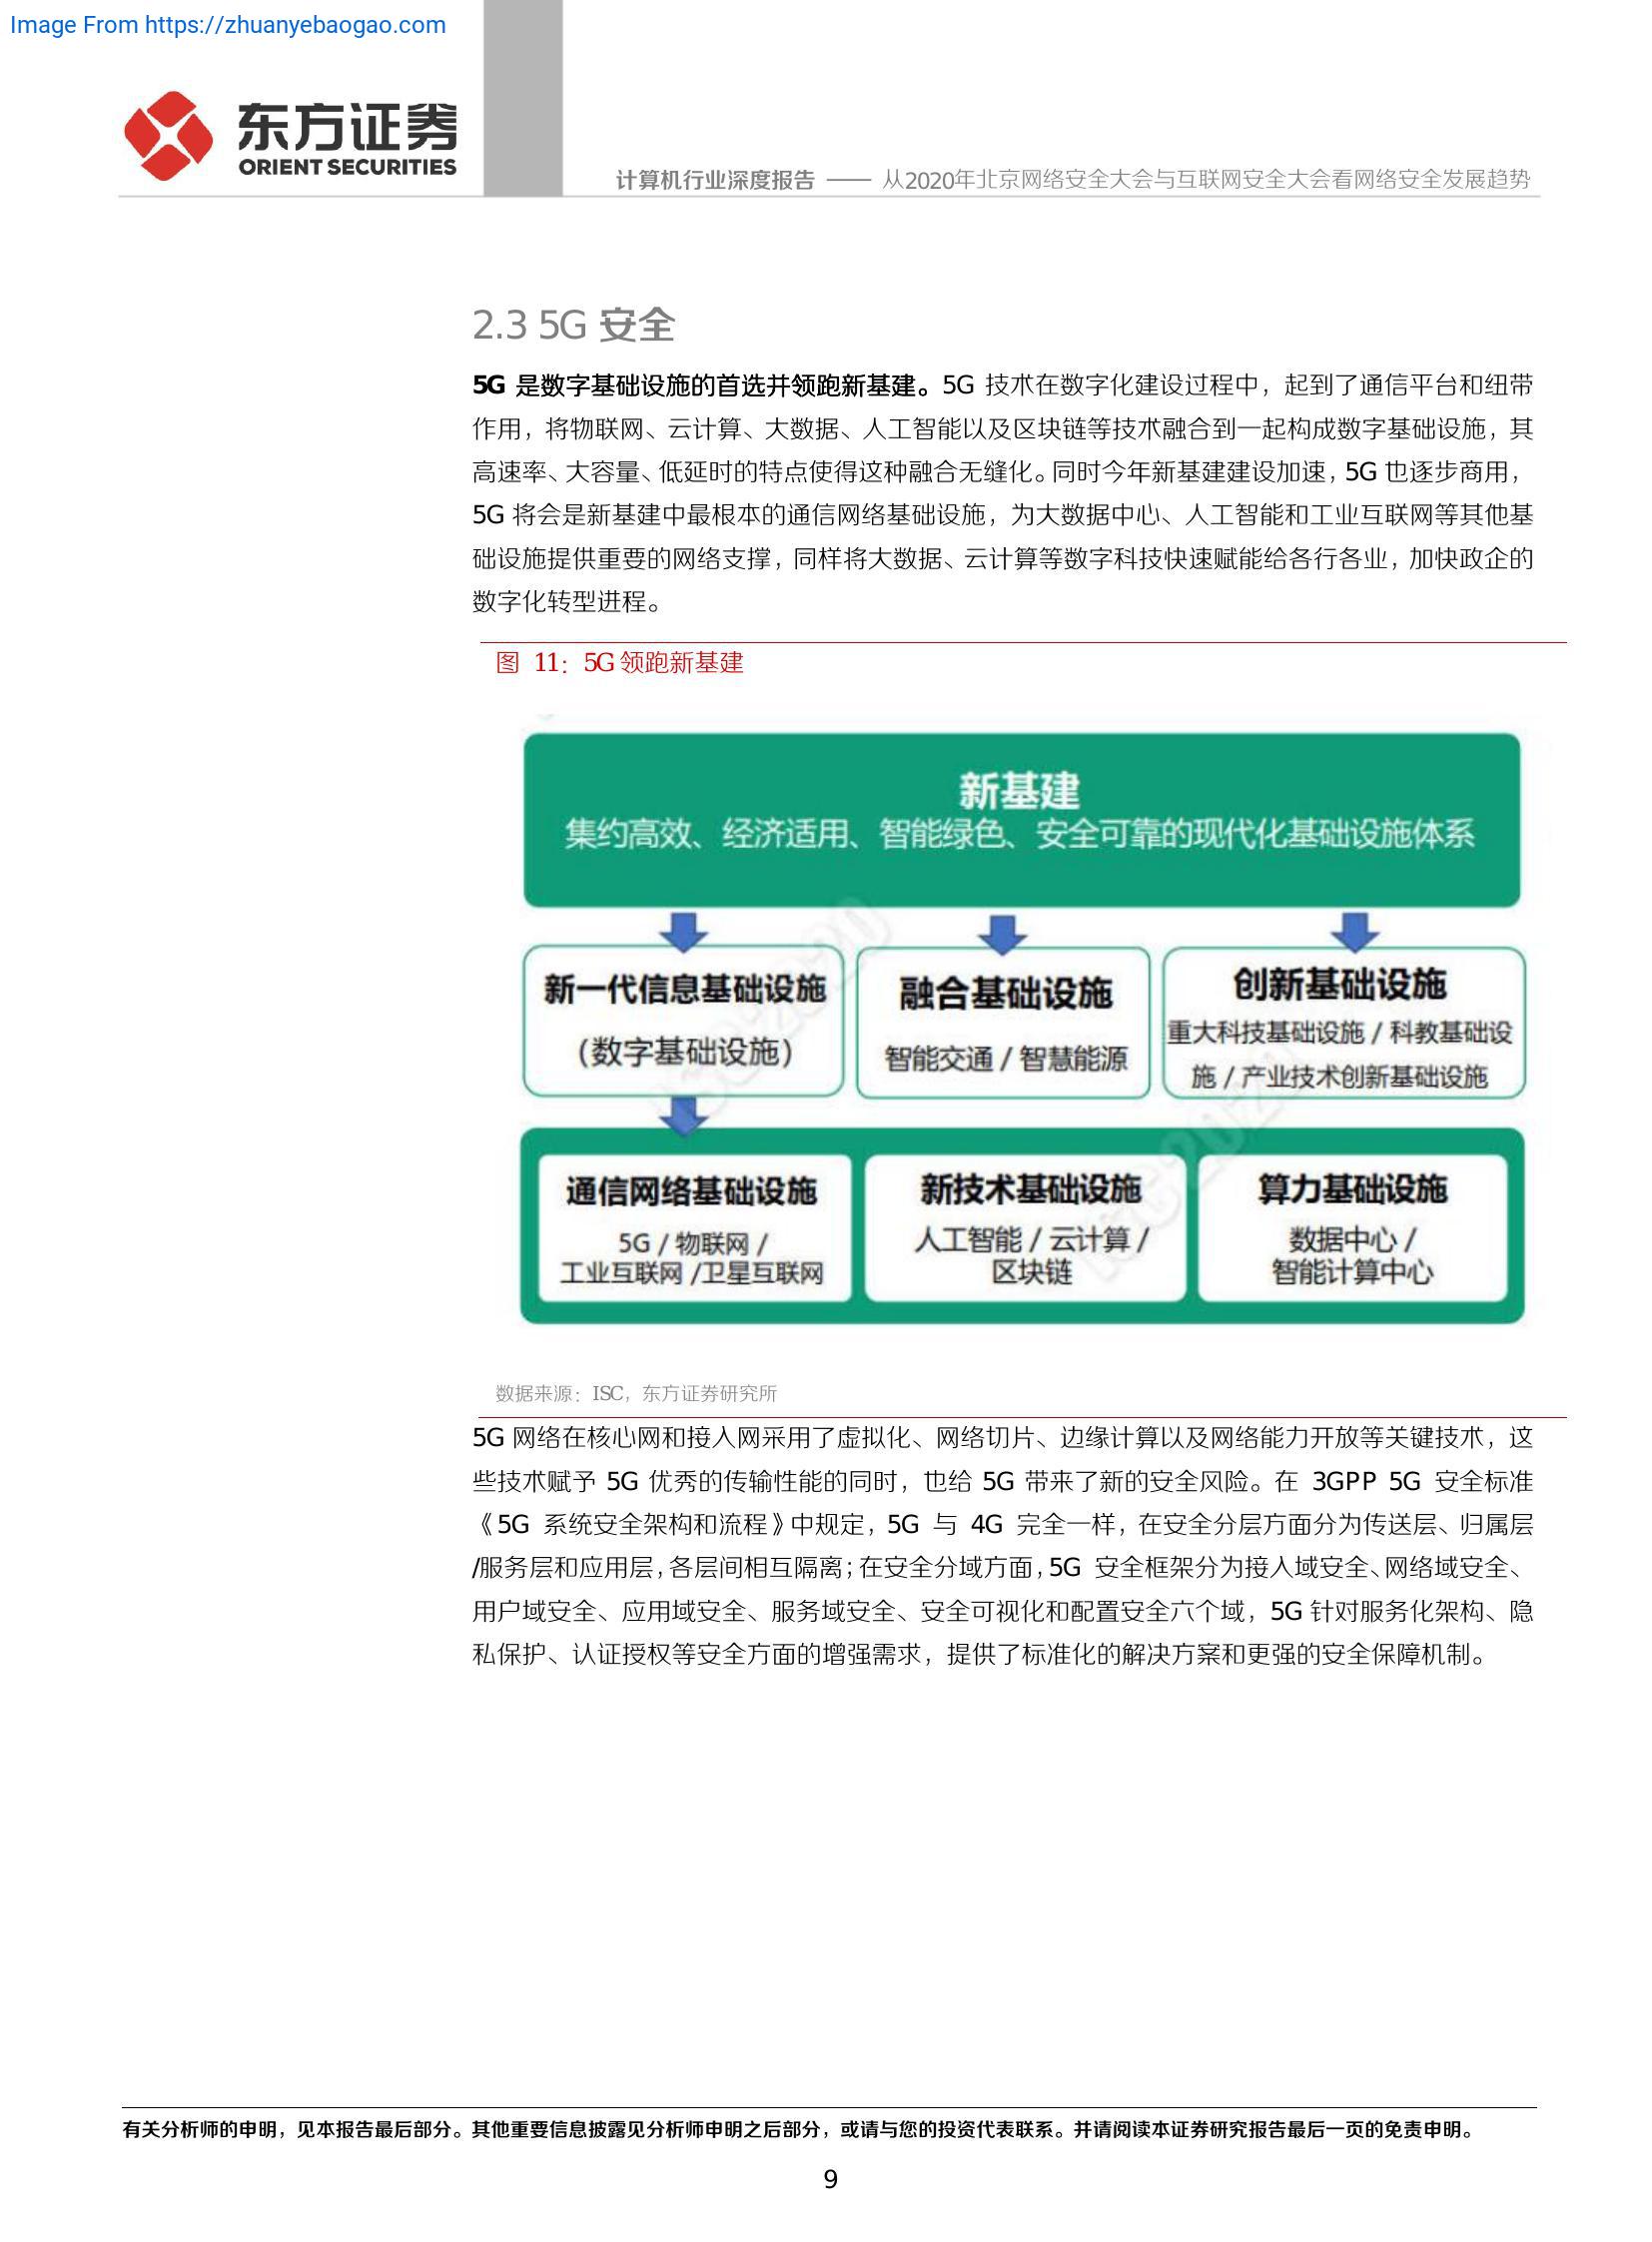 Image From https://zhuanyebaogao.com
东方证券
ORIENT SECURITIES
计算机行业深度报告 —— 从2020年北京网络安全大会与互联网安全大会看网络安全发展趋势
2.3 5G 安全
5G 是数字基础设施的首选并领跑新基建。5G 技术在数字化建设过程中，起到了通信平台和纽带
作用，将物联网、云计算、大数据、人工智能以及区块链等技术融合到一起构成数字基础设施，其
高速率、大容量、低延时的特点使得这种融合无缝化。同时今年新基建建设加速，5G 也逐步商用，
5G 将会是新基建中最根本的通信网络基础设施，为大数据中心、人工智能和工业互联网等其他基
础设施提供重要的网络支撑，同样将大数据、云计算等数字科技快速赋能给各行各业，加快政企的
数字化转型进程。
图 11：5G 领跑新基建
新基建
集约高效、经济适用、智能绿色、安全可靠的现代化基础设施体系
新一代信息基础设施
（数字基础设施）
融合基础设施
智能交通 / 智慧能源
创新基础设施
重大科技基础设施 / 科教基础设
施 / 产业技术创新基础设施
通信网络基础设施
5G / 物联网 /
工业互联网 /卫星互联网
新技术基础设施
人工智能 / 云计算 /
区块链
算力基础设施
数据中心 /
智能计算中心
ISC2020
ISC2020
数据来源：ISC，东方证券研究所
5G 网络在核心网和接入网采用了虚拟化、网络切片、边缘计算以及网络能力开放等关键技术，这
些技术赋予 5G 优秀的传输性能的同时，也给 5G 带来了新的安全风险。在 3GPP 5G 安全标准
《5G 系统安全架构和流程》中规定，5G 与 4G 完全一样，在安全分层方面分为传送层、归属层
/服务层和应用层，各层间相互隔离；在安全分域方面，5G 安全框架分为接入域安全、网络域安全、
用户域安全、应用域安全、服务域安全、安全可视化和配置安全六个域，5G 针对服务化架构、隐
私保护、认证授权等安全方面的增强需求，提供了标准化的解决方案和更强的安全保障机制。
有关分析师的申明，见本报告最后部分。其他重要信息披露见分析师申明之后部分，或请与您的投资代表联系。并请阅读本证券研究报告最后一页的免责申明。
9